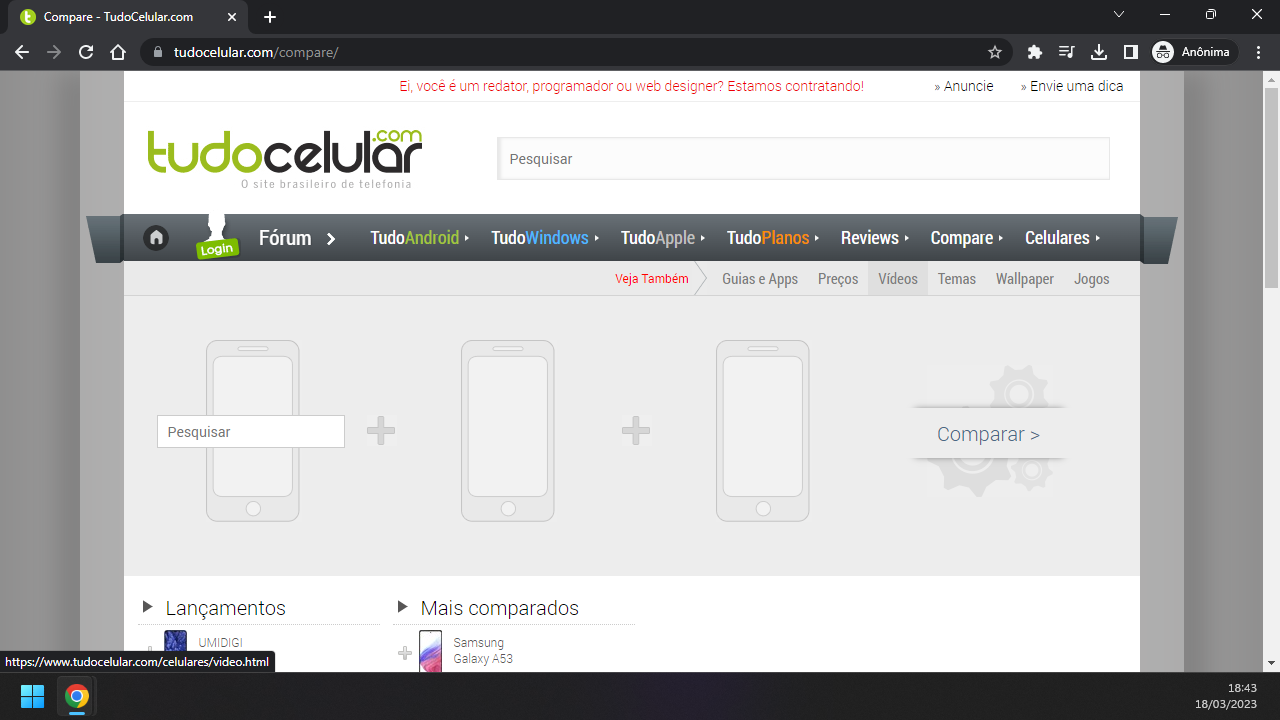 Compare - TudoCelular.com
tudocelular.com/compare/
Anônima
Ei, você é um redator, programador ou web designer? Estamos contratando!
» Anuncie
» Envie uma dica
tudocelular.com
O site brasileiro de telefonia
Pesquisar
Login
Fórum
TudoAndroid
TudoWindows
TudoApple
TudoPlanos
Reviews
Compare
Celulares
Veja Também
Guias e Apps
Preços
Vídeos
Temas
Wallpaper
Jogos
Pesquisar
Comparar >
Lançamentos
Mais comparados
UMIDIGI
Samsung
Galaxy A53
https://www.tudocelular.com/celulares/video.html
18:43
18/03/2023